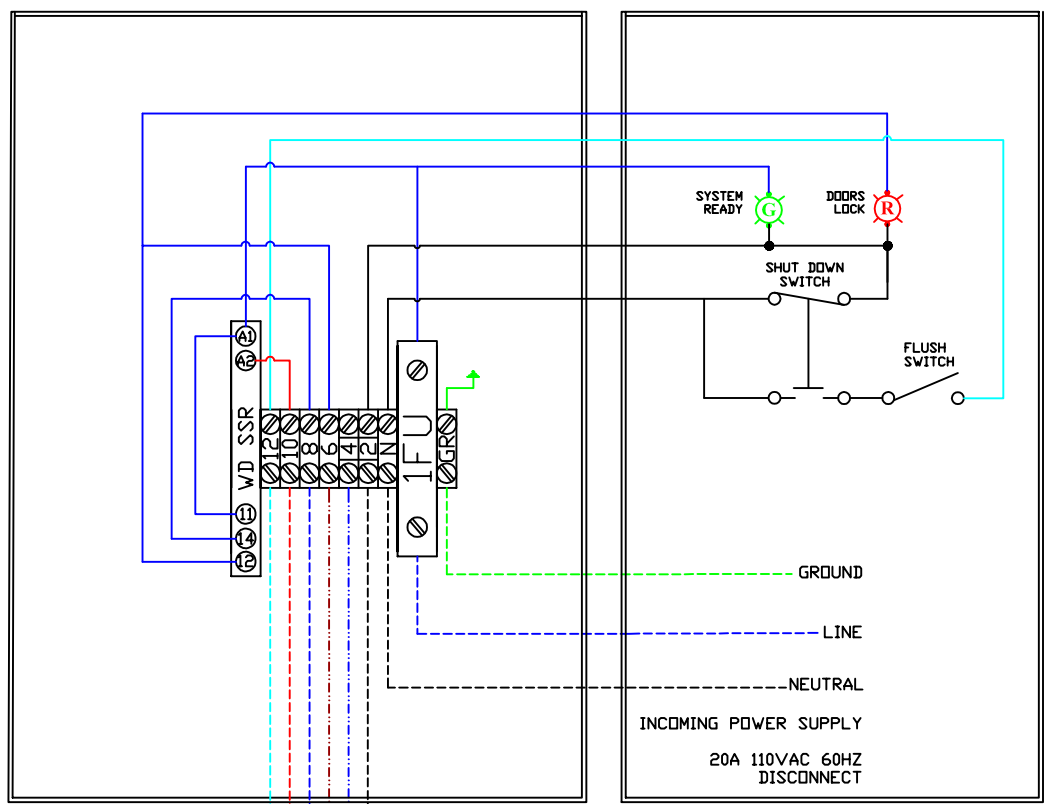 SYSTEM
READY
G
DOORS
LOCK
R
SHUT DOWN
SWITCH
FLUSH
SWITCH
A1
A2
WD SSR
11
14
12
12
10
8
6
4
2
N
1FU
GR
GROUND
LINE
NEUTRAL
INCOMING POWER SUPPLY
20A 110VAC 60HZ
DISCONNECT